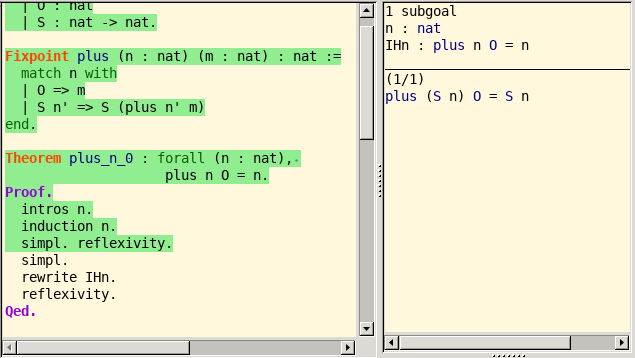 | O : nat
| S : nat -> nat.
Fixpoint plus (n : nat) (m : nat) : nat :=
match n with
| O => m
| S n' => S (plus n' m)
end.
Theorem plus_n_0 : forall (n : nat),
plus n O = n.
Proof.
intros n.
induction n.
simpl. reflexivity.
simpl.
rewrite IHn.
reflexivity.
Qed.
1 subgoal
n : nat
IHn : plus n O = n
(1/1)
plus (S n) O = S n